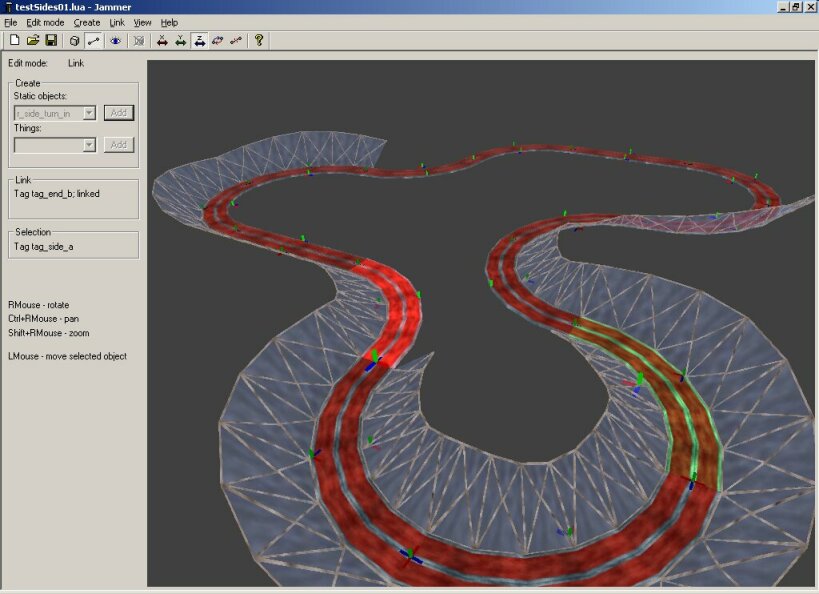 testSides01.lua - Jammer
File Edit mode Create Link View Help
X Y Z ?
Edit mode: Link
Create
Static objects:
r_side_turn_in Add
Things:
Add
Link
Tag tag_end_b; linked
Selection
Tag tag_side_a
RMouse - rotate
Ctrl+RMouse - pan
Shift+RMouse - zoom
LMouse - move selected object